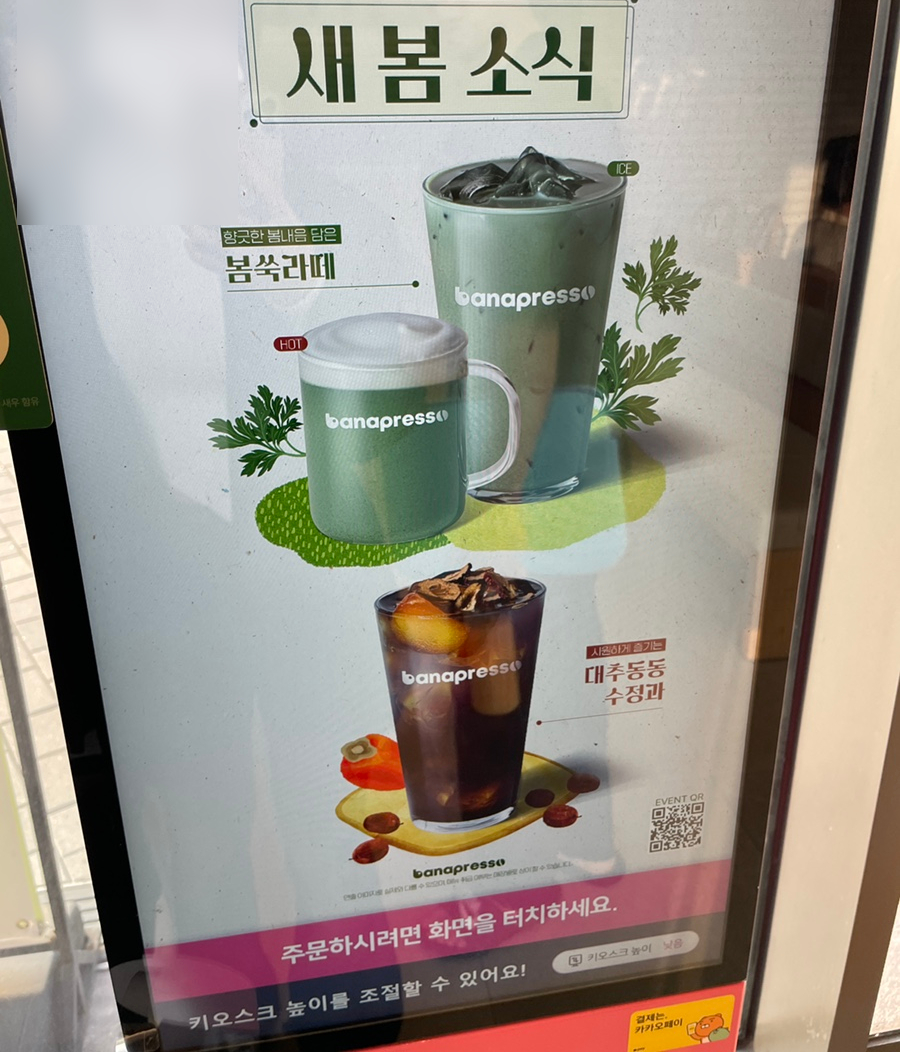 새 봄 소식
ICE
향긋한 봄내음 담은
봄쑥라떼
banapresso
HOT
banapresso
시원하게 즐기는
대추동동
수정과
banapresso
EVENT QR
banapresso
주문하시려면 화면을 터치하세요.
키오스크 높이를 조절할 수 있어요!
키오스크 높이 낮음
결제는,
카카오페이
새우 함유